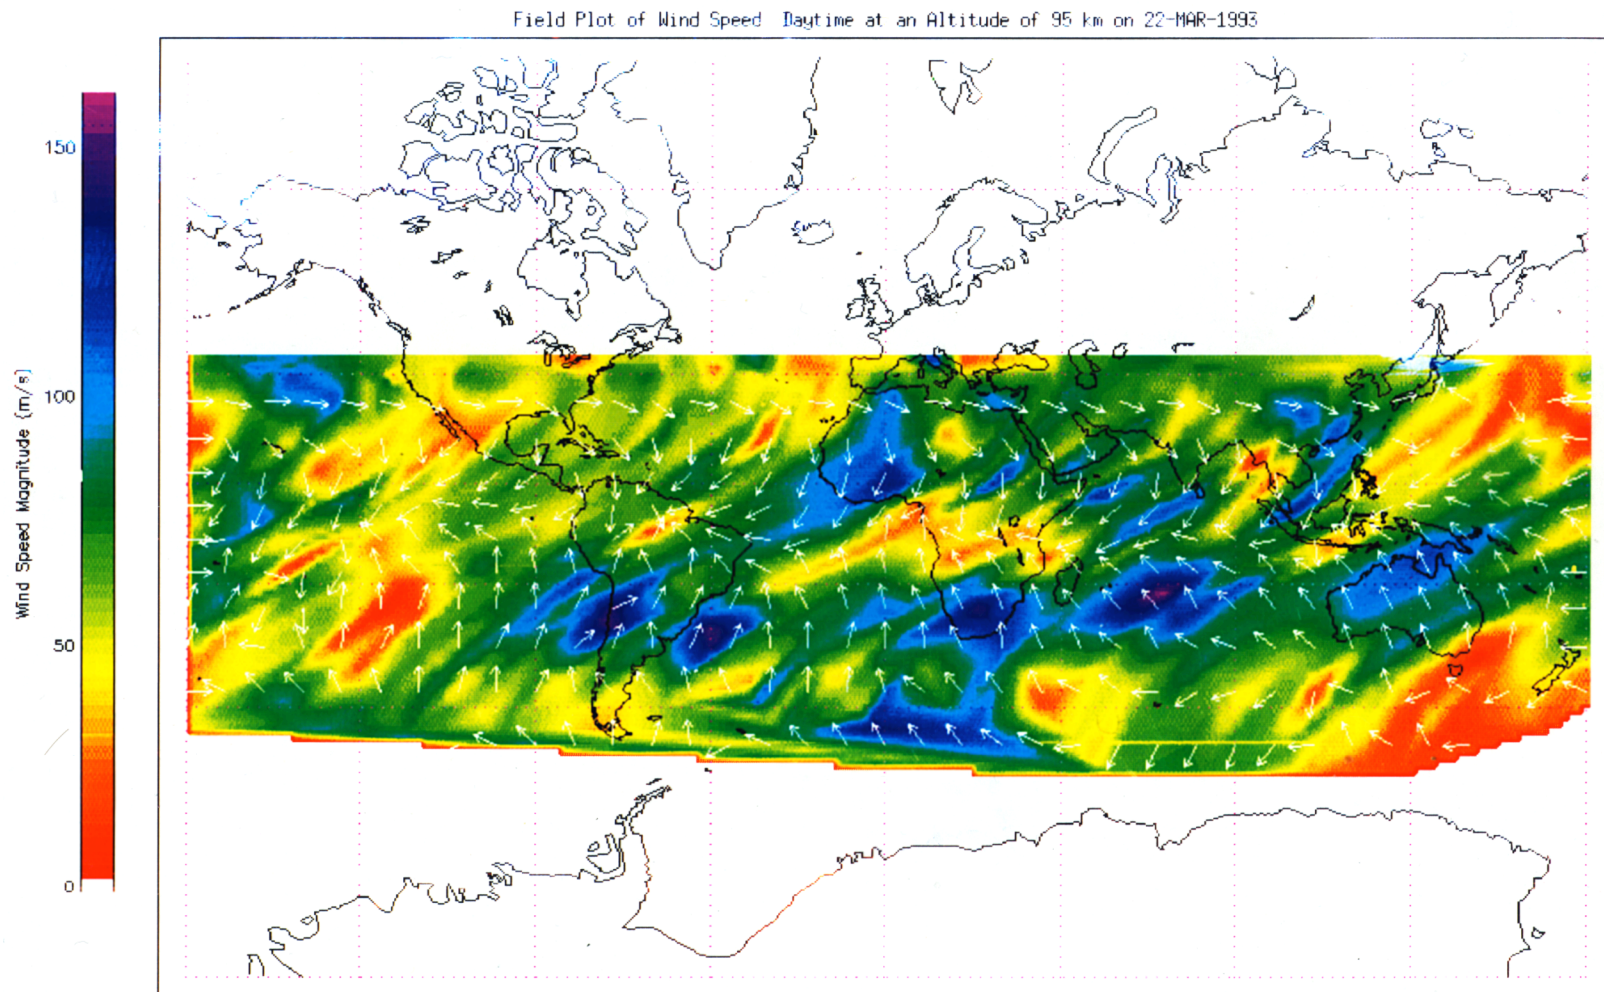 Field Plot of Wind Speed Daytime at an Altitude of 95 km on 22-MAR-1993
150
100
50
0
Wind Speed Magnitude {m/s}